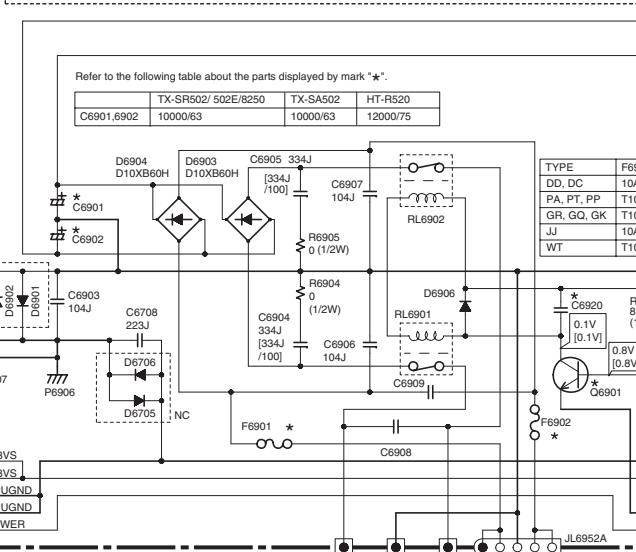 Refer to the following table about the parts displayed by mark "*".
TX-SR502/ 502E/8250 TX-SA502 HT-R520
C6901,6902 10000/63 10000/63 12000/75
D6904 D6903 C6905 334J
D10XB60H D10XB60H
[334J
/100]
C6907
104J
RL6902
* C6901
* C6902
R6905
0 (1/2W)
TYPE
DD, DC
PA, PT, PP
GR, GQ, GK
JJ
WT
D6902
D6901
C6903
104J
C6708
223J
R6904
0
(1/2W)
C6904
334J
[334J
/100]
RL6901
C6906
104J
D6906
* C6920
0.1V
[0.1V]
0.8V
* Q6901
P6906
D6706
D6705
NC
C6909
F6901 *
F6902
*
C6908
UGND
UGND
JL6952A